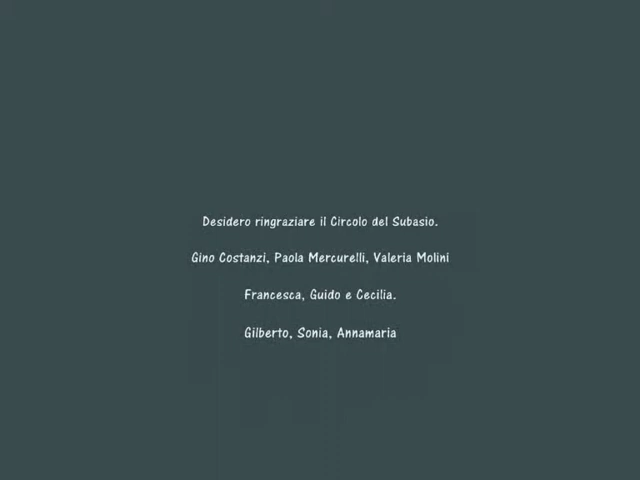 Desidero ringraziare il Circolo del Subasio.
Gino Costanzi, Paola Mercurelli, Valeria Molini
Francesca, Guido e Cecilia.
Gilberto, Sonia, Annamaria